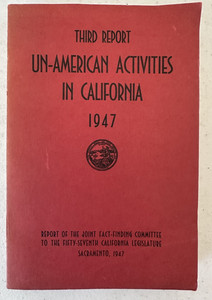 THIRD REPORT
UN-AMERICAN ACTIVITIES
IN CALIFORNIA
1947
REPORT OF THE JOINT FACT-FINDING COMMITTEE
TO THE FIFTY-SEVENTH CALIFORNIA LEGISLATURE
SACRAMENTO, 1947